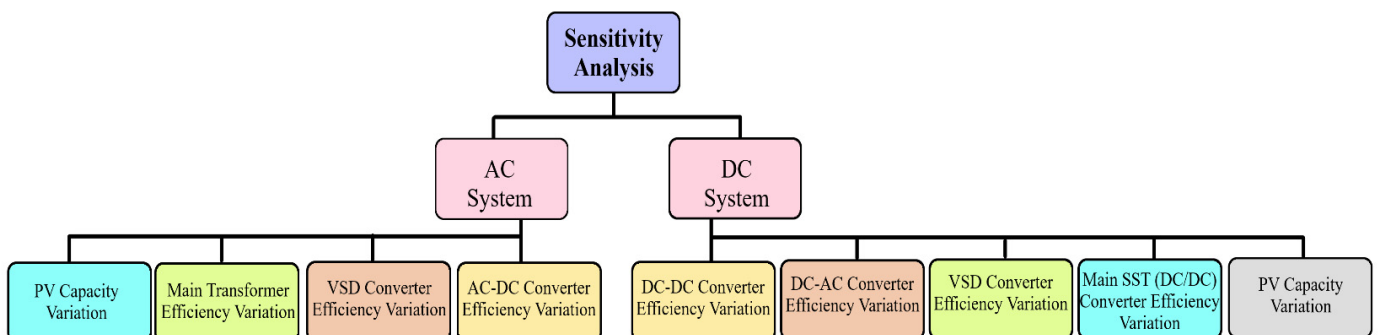 Sensitivity
Analysis
AC
System
DC
System
PV Capacity
Variation
Main Transformer
Efficiency Variation
VSD Converter
Efficiency Variation
AC-DC Converter
Efficiency Variation
DC-DC Converter
Efficiency Variation
DC-AC Converter
Efficiency Variation
VSD Converter
Efficiency Variation
Main SST (DC/DC)
Converter Efficiency
Variation
PV Capacity
Variation